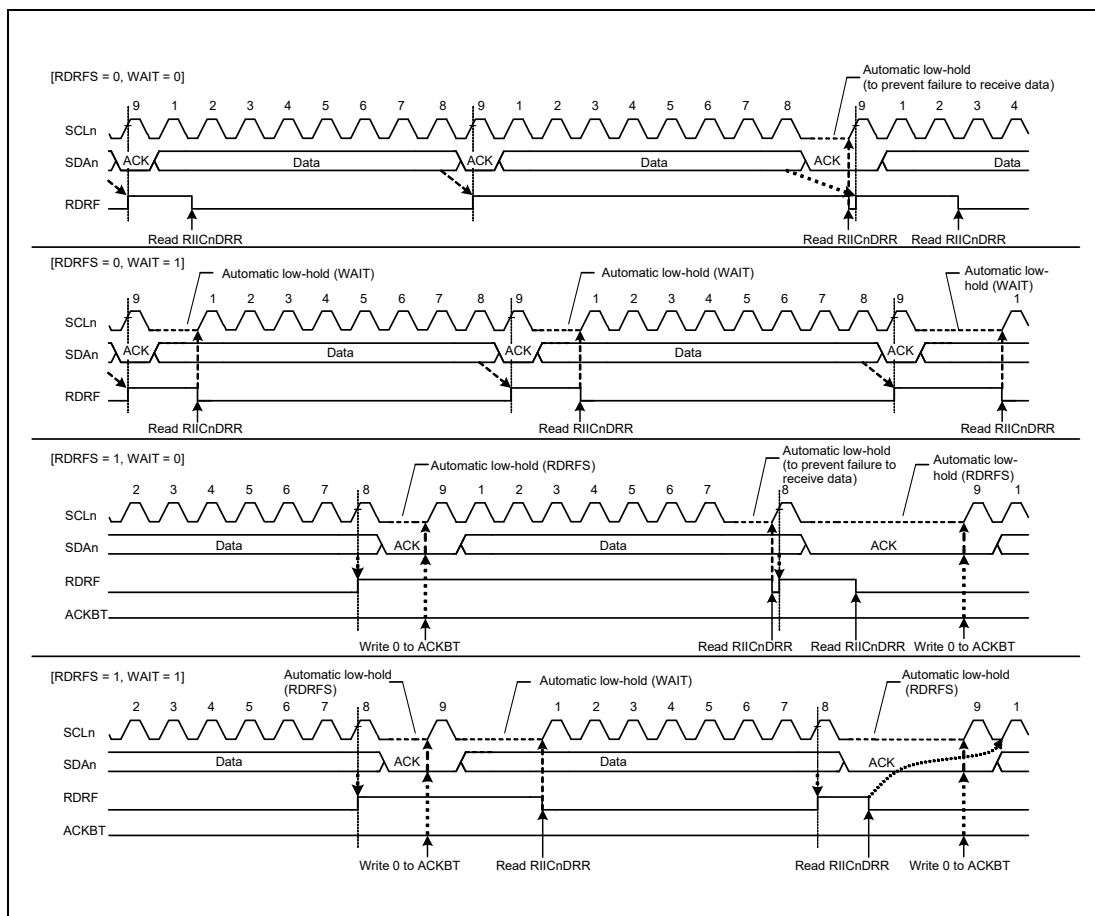 [RDRFS = 0, WAIT = 0]
Automatic low-hold
(to prevent failure to receive data)
9 1 2 3 4 5 6 7 8 9 1 2 3 4 5 6 7 8 9 1 2 3 4
SCLn
SDAn ACK Data ACK Data ACK Data
RDRF
Read RIICnDRR Read RIICnDRR Read RIICnDRR
[RDRFS = 0, WAIT = 1]
Automatic low-hold (WAIT) Automatic low-hold (WAIT) Automatic low-
hold (WAIT)
9 1 2 3 4 5 6 7 8 9 1 2 3 4 5 6 7 8 9 1
SCLn
SDAn ACK Data ACK Data ACK
RDRF
Read RIICnDRR Read RIICnDRR Read RIICnDRR
[RDRFS = 1, WAIT = 0]
Automatic low-hold (RDRFS)
Automatic low-hold
(to prevent failure to
receive data)
Automatic low-
hold (RDRFS)
2 3 4 5 6 7 8 9 1 2 3 4 5 6 7 8 9 1
SCLn
SDAn Data ACK Data ACK
RDRF
ACKBT
Write 0 to ACKBT Read RIICnDRR Read RIICnDRR Write 0 to ACKBT
[RDRFS = 1, WAIT = 1]
Automatic low-hold
(RDRFS)
Automatic low-hold (WAIT)
Automatic low-hold
(RDRFS)
2 3 4 5 6 7 8 9 1 2 3 4 5 6 7 8 9 1
SCLn
SDAn Data ACK Data ACK
RDRF
ACKBT
Write 0 to ACKBT Read RIICnDRR Read RIICnDRR Write 0 to ACKBT